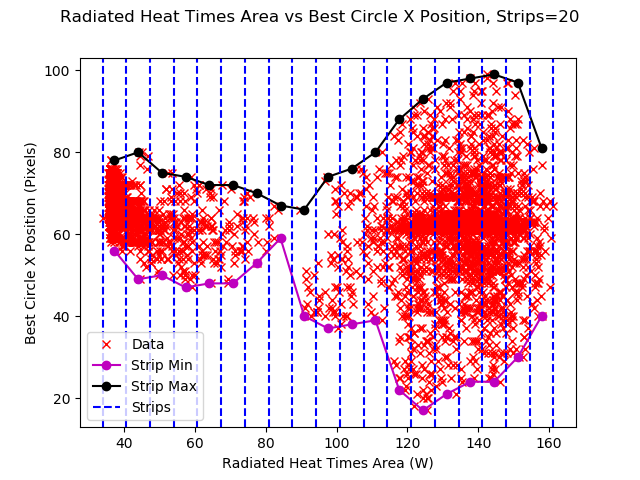 Radiated Heat Times Area vs Best Circle X Position, Strips=20
Best Circle X Position (Pixels)
100
80
60
40
20
Data
Strip Min
Strip Max
Strips
40 60 80 100 120 140 160
Radiated Heat Times Area (W)